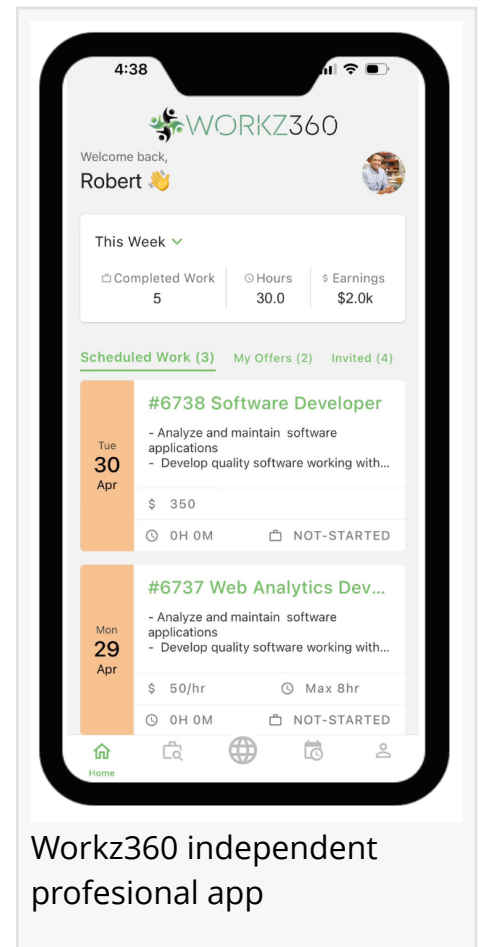 4:38
WORKZ360
Welcome back,
Robert 👋
This Week
Completed Work
Hours
$ Earnings
5
30.0
$2.0k
Scheduled Work (3)
My Offers (2)
Invited (4)
#6738 Software Developer
Tue
30
Apr
- Analyze and maintain software
applications
- Develop quality software working with...
$ 350
0H 0M
NOT-STARTED
#6737 Web Analytics Dev...
Mon
29
Apr
- Analyze and maintain software
applications
- Develop quality software working with...
$ 50/hr
Max 8hr
0H 0M
NOT-STARTED
Home
Workz360 independent
profesional app